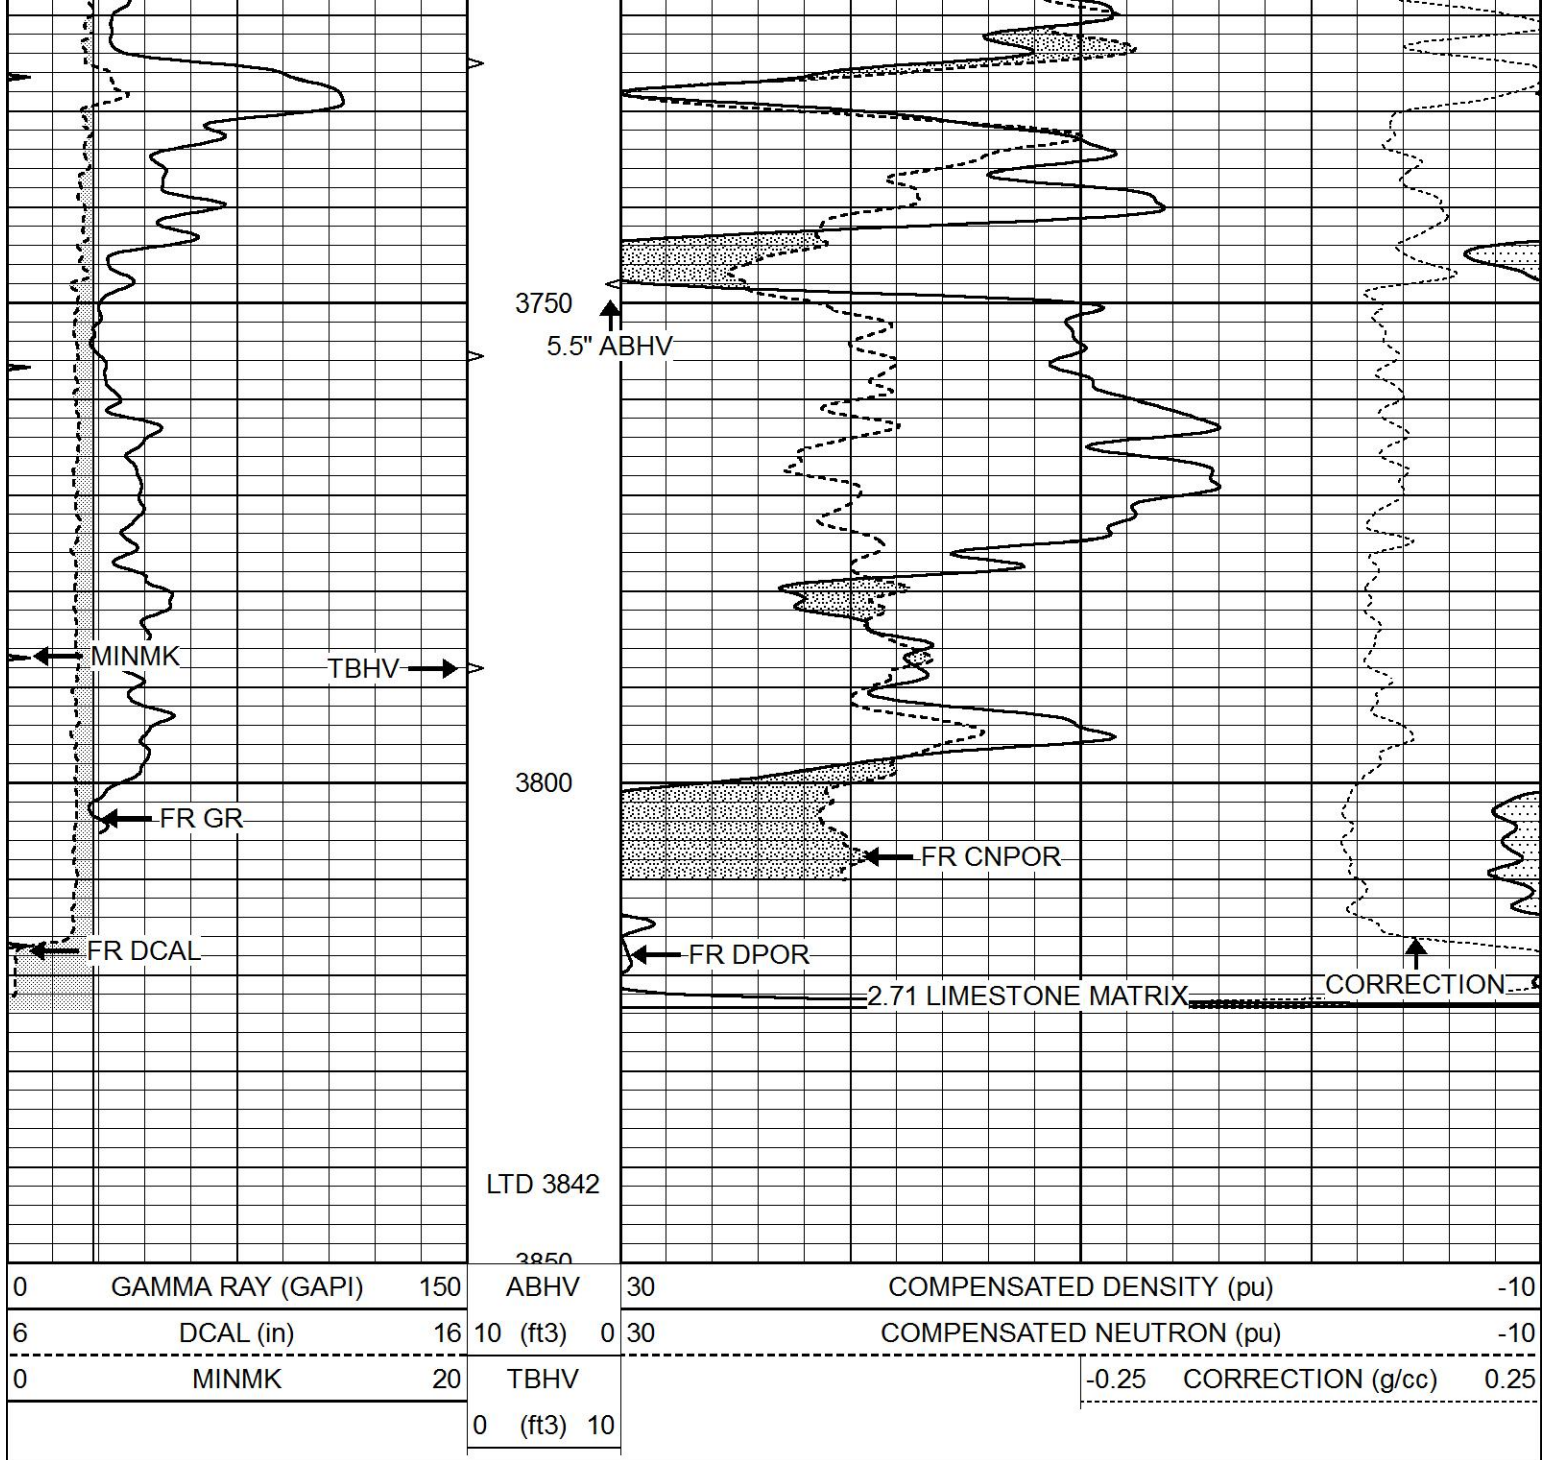 3750
5.5" ABHV
MINMK
TBHV
3800
FR GR
FR CNPOR
FR DCAL
FR DPOR
CORRECTION
2.71 LIMESTONE MATRIX
LTD 3842
3850
0 GAMMA RAY (GAPI) 150 ABHV 30 COMPENSATED DENSITY (pu) -10
6 DCAL (in) 16 10 (ft3) 0 30 COMPENSATED NEUTRON (pu) -10
0 MINMK 20 TBHV -0.25 CORRECTION (g/cc) 0.25
0 (ft3) 10